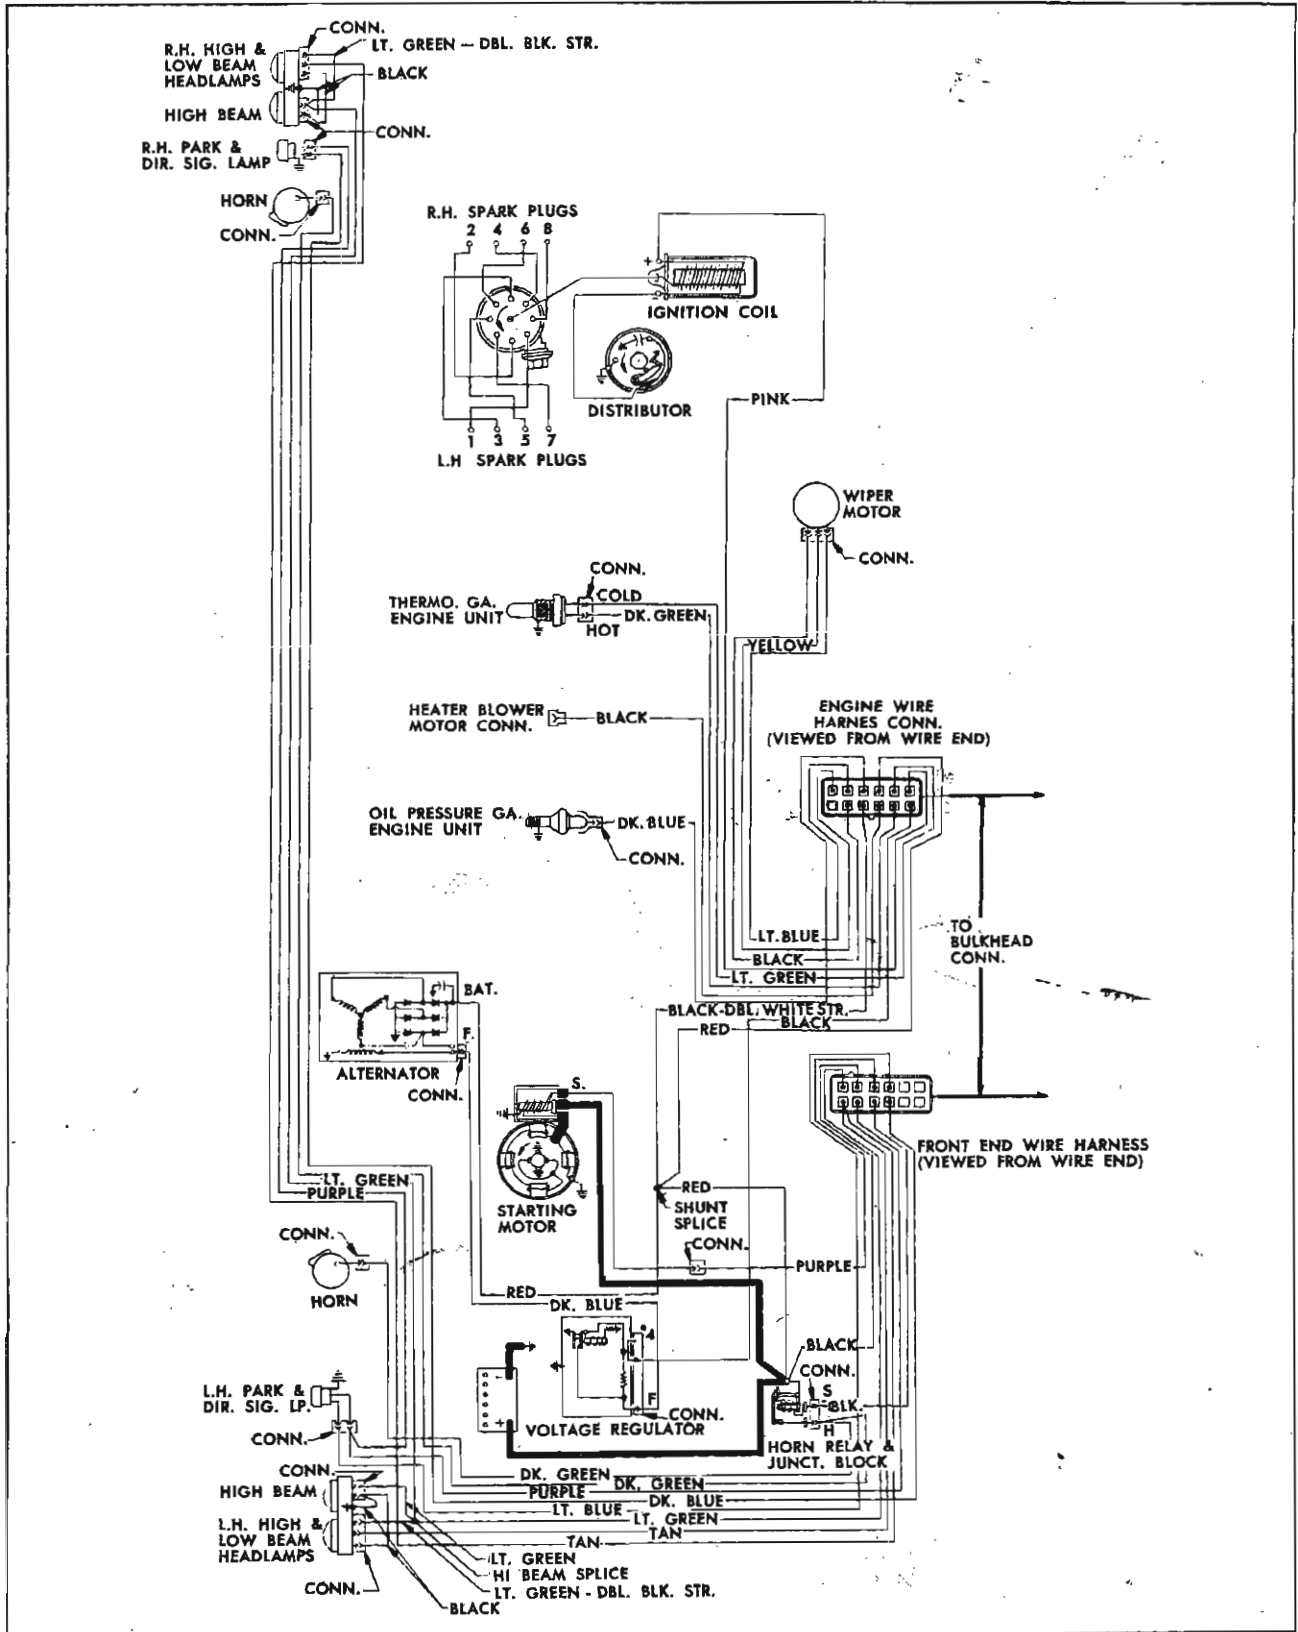 CONN.
LT. GREEN – DBL. BLK. STR.
R.H. HIGH &
LOW BEAM
HEADLAMPS
BLACK
HIGH BEAM
CONN.
R.H. PARK &
DIR. SIG. LAMP
HORN
CONN.
R.H. SPARK PLUGS
2 4 6 8
+
-
IGNITION COIL
DISTRIBUTOR
PINK
1 3 5 7
L.H SPARK PLUGS
WIPER
MOTOR
CONN.
CONN.
COLD
THERMO. GA.
ENGINE UNIT
DK. GREEN
HOT
YELLOW
HEATER BLOWER
MOTOR CONN.
BLACK
ENGINE WIRE
HARNES CONN.
(VIEWED FROM WIRE END)
OIL PRESSURE GA.
ENGINE UNIT
DK. BLUE
CONN.
LT. BLUE
BLACK
LT. GREEN
TO
BULKHEAD
CONN.
BAT.
BLACK-DBL. WHITE STR.
BLACK
RED
F.
ALTERNATOR
CONN.
S.
FRONT END WIRE HARNESS
(VIEWED FROM WIRE END)
LT. GREEN
PURPLE
RED
SHUNT
SPLICE
STARTING
MOTOR
CONN.
CONN.
PURPLE
HORN
RED
DK. BLUE
4
BLACK
CONN.
L.H. PARK &
DIR. SIG. LP.
-
+
F
S
BLK.
CONN.
VOLTAGE REGULATOR
H
CONN.
HORN RELAY &
JUNCT. BLOCK
CONN.
DK. GREEN
DK. GREEN
HIGH BEAM
PURPLE
DK. BLUE
LT. BLUE
LT. GREEN
L.H. HIGH &
LOW BEAM
HEADLAMPS
TAN
TAN
LT. GREEN
HI BEAM SPLICE
CONN.
LT. GREEN - DBL. BLK. STR.
BLACK